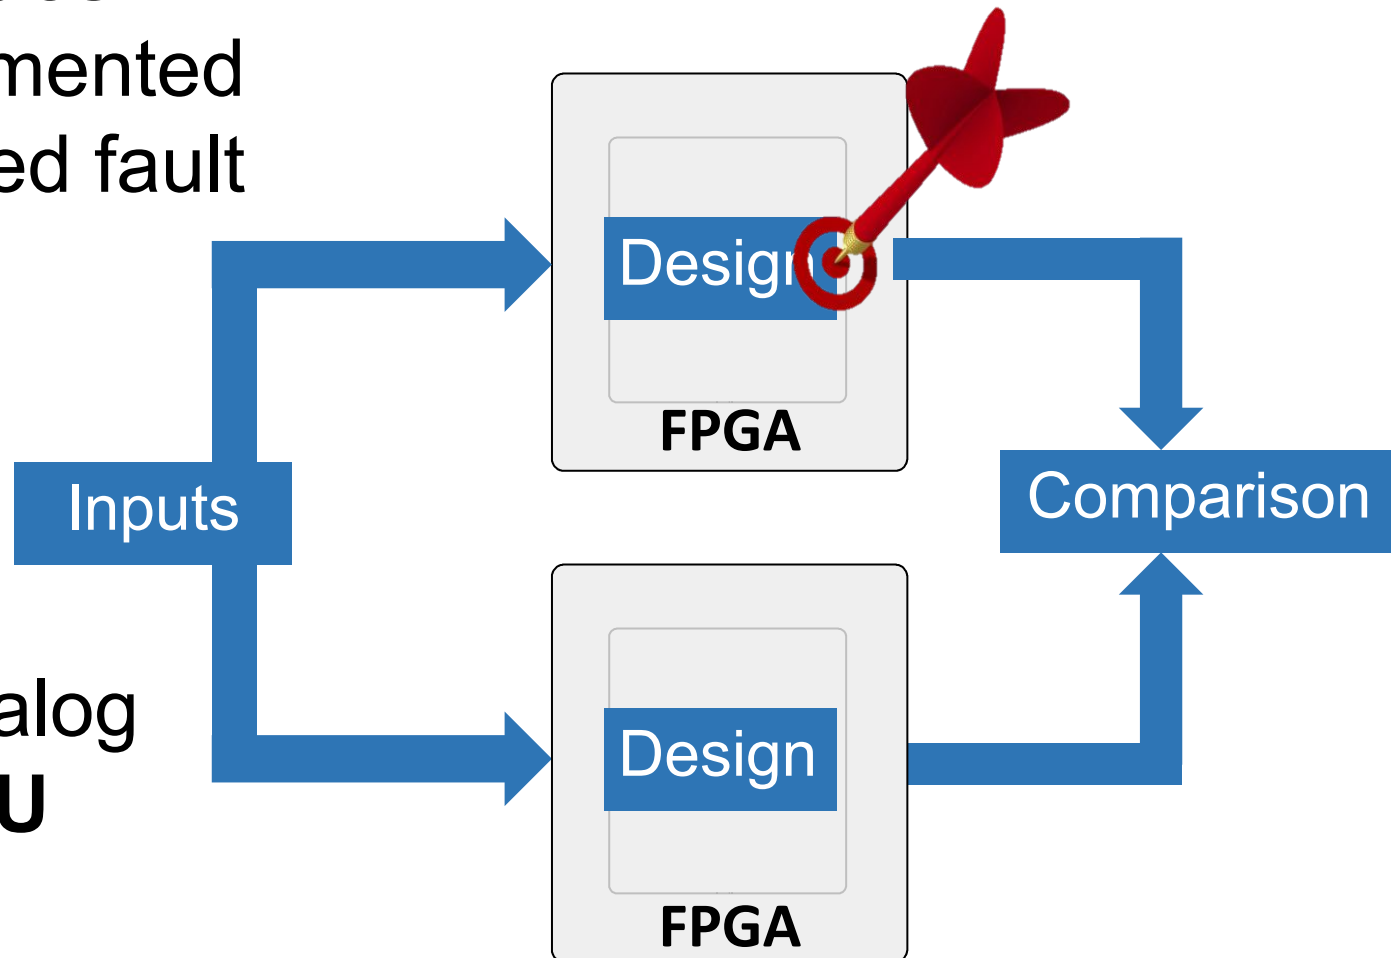 mented
ed fault
Design
FPGA
Inputs
Comparison
alog
U
Design
FPGA